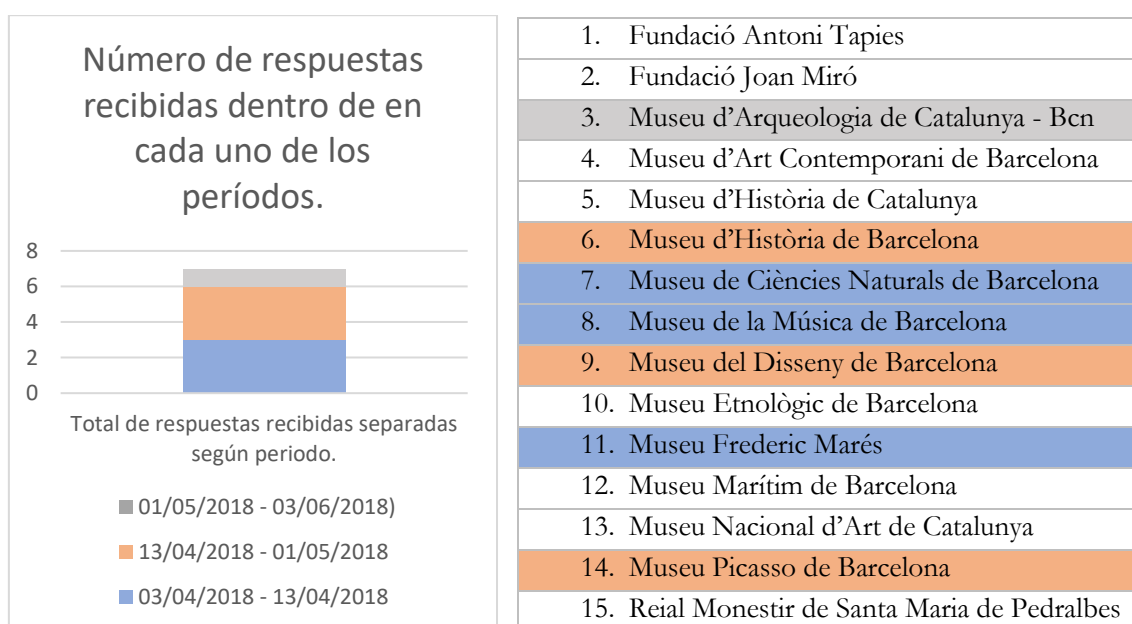 Número de respuestas
recibidas dentro de en
cada uno de los
períodos.
8
6
4
2
0
Total de respuestas recibidas separadas
según periodo.
01/05/2018 - 03/06/2018)
13/04/2018 - 01/05/2018
03/04/2018 - 13/04/2018
1. Fundació Antoni Tapies
2. Fundació Joan Miró
3. Museu d’Arqueologia de Catalunya - Bcn
4. Museu d’Art Contemporani de Barcelona
5. Museu d’Història de Catalunya
6. Museu d’Història de Barcelona
7. Museu de Ciències Naturals de Barcelona
8. Museu de la Música de Barcelona
9. Museu del Disseny de Barcelona
10. Museu Etnològic de Barcelona
11. Museu Frederic Marés
12. Museu Marítim de Barcelona
13. Museu Nacional d’Art de Catalunya
14. Museu Picasso de Barcelona
15. Reial Monestir de Santa Maria de Pedralbes